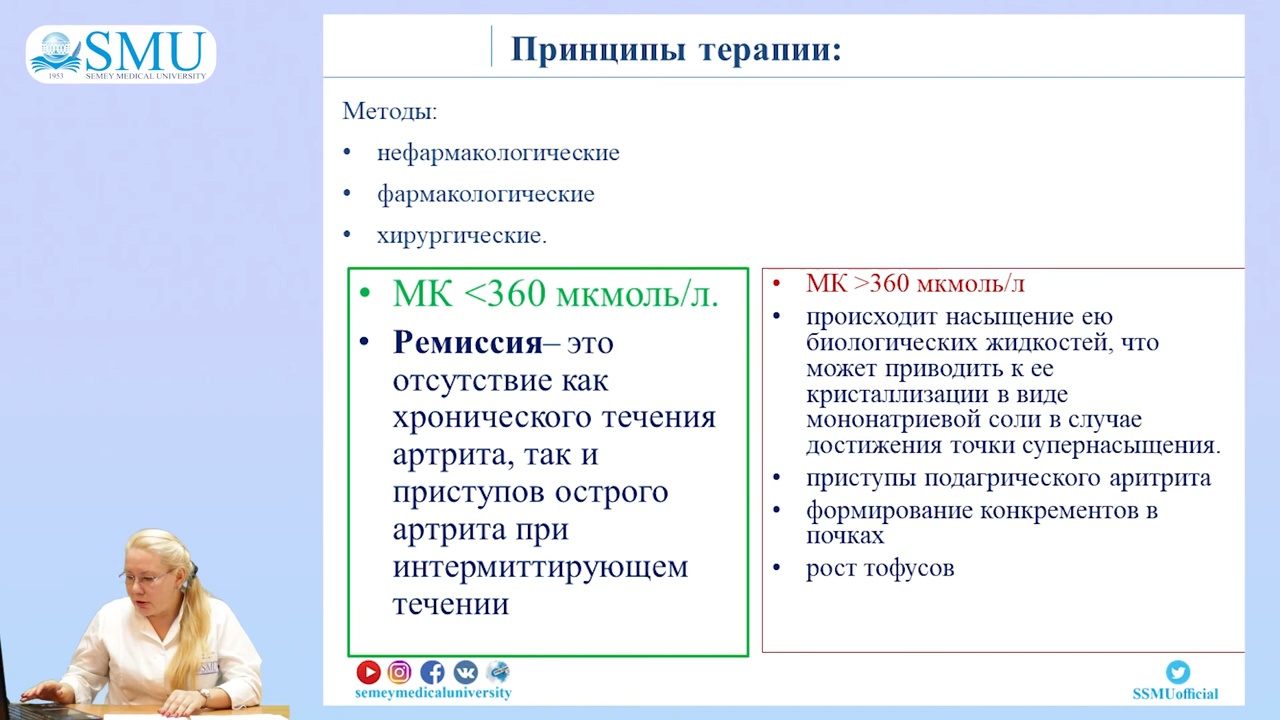 SMU
1953
SEMEY MEDICAL UNIVERSITY
Принципы терапии:
Методы:
• нефармакологические
• фармакологические
• хирургические.
• МК <360 мкмоль/л.
• Ремиссия– это
отсутствие как
хронического течения
артрита, так и
приступов острого
артрита при
интермиттирующем
течении
• МК >360 мкмоль/л
• происходит насыщение ею
биологических жидкостей, что
может приводить к ее
кристаллизации в виде
мононатриевой соли в случае
достижения точки супернасыщения.
• приступы подагрического аритрита
• формирование конкрементов в
почках
• рост тофусов
semeymedicaluniversity
SSMUofficial